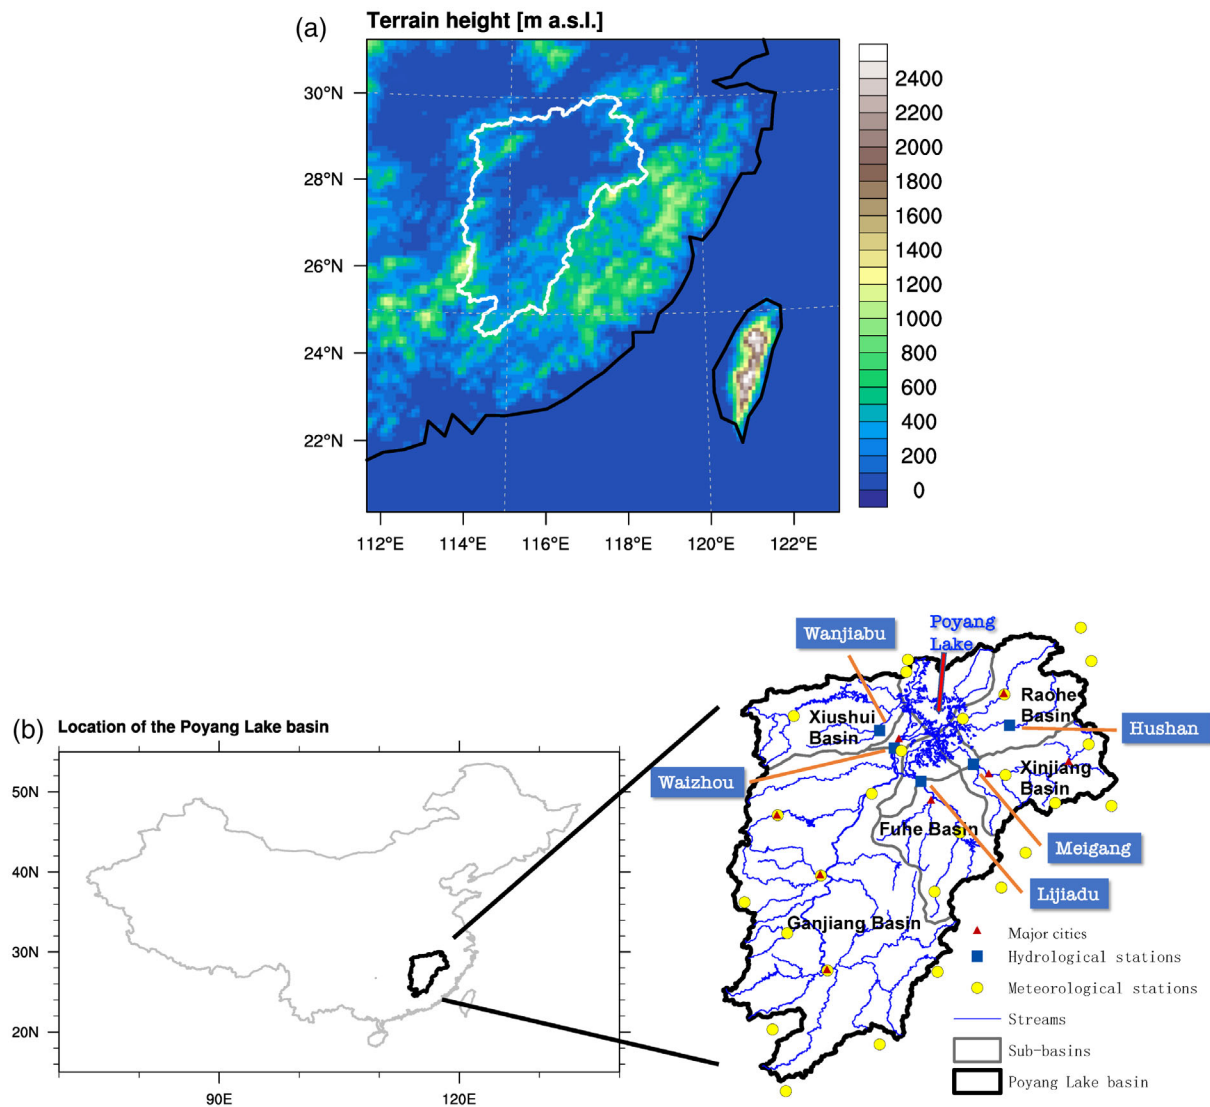 (a)
Terrain height [m a.s.l.]
30°N
28°N
26°N
24°N
22°N
112°E
114°E
116°E
118°E
120°E
122°E
2400
2200
2000
1800
1600
1400
1200
1000
800
600
400
200
0
(b)
Location of the Poyang Lake basin
50N
40N
30N
20N
90E
120E
Wanjiabu
Poyang
Lake
Xiushui
Basin
Raohe
Basin
Hushan
Waizhou
Xinjiang
Basin
Fuhe Basin
Meigang
Lijiadu
Ganjiang Basin
Major cities
Hydrological stations
Meteorological stations
Streams
Sub-basins
Poyang Lake basin